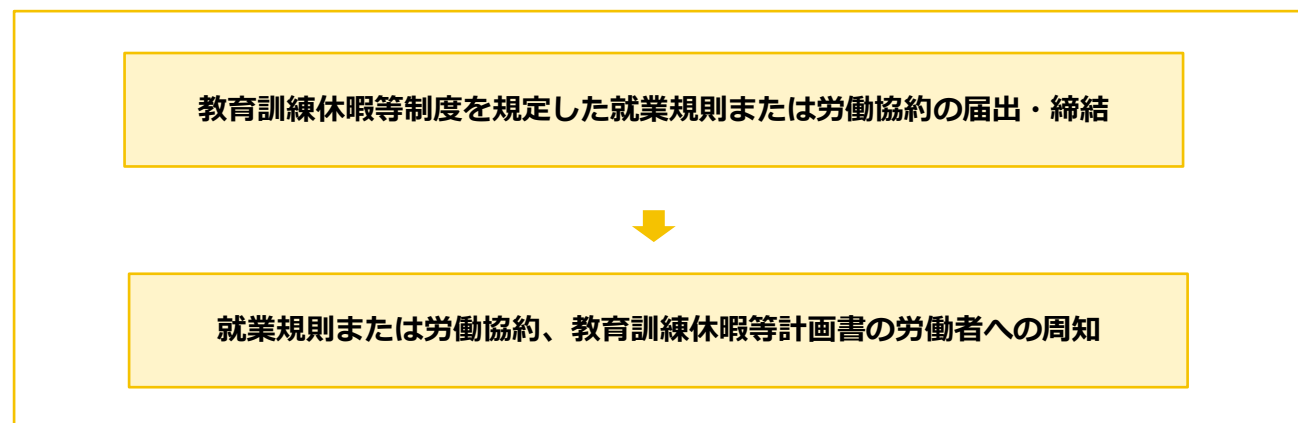 教育訓練休暇等制度を規定した就業規則または労働協約の届出・締結
就業規則または労働協約、教育訓練休暇等計画書の労働者への周知